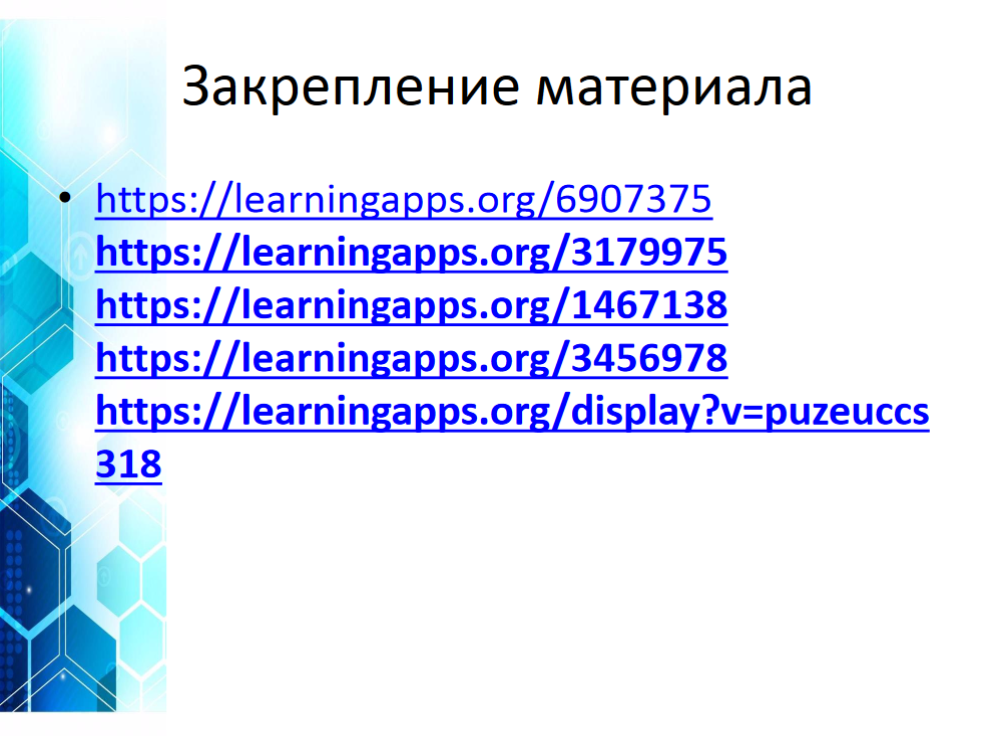 Закрепление материала
• https://learningapps.org/6907375
https://learningapps.org/3179975
https://learningapps.org/1467138
https://learningapps.org/3456978
https://learningapps.org/display?v=puzeuccs
318